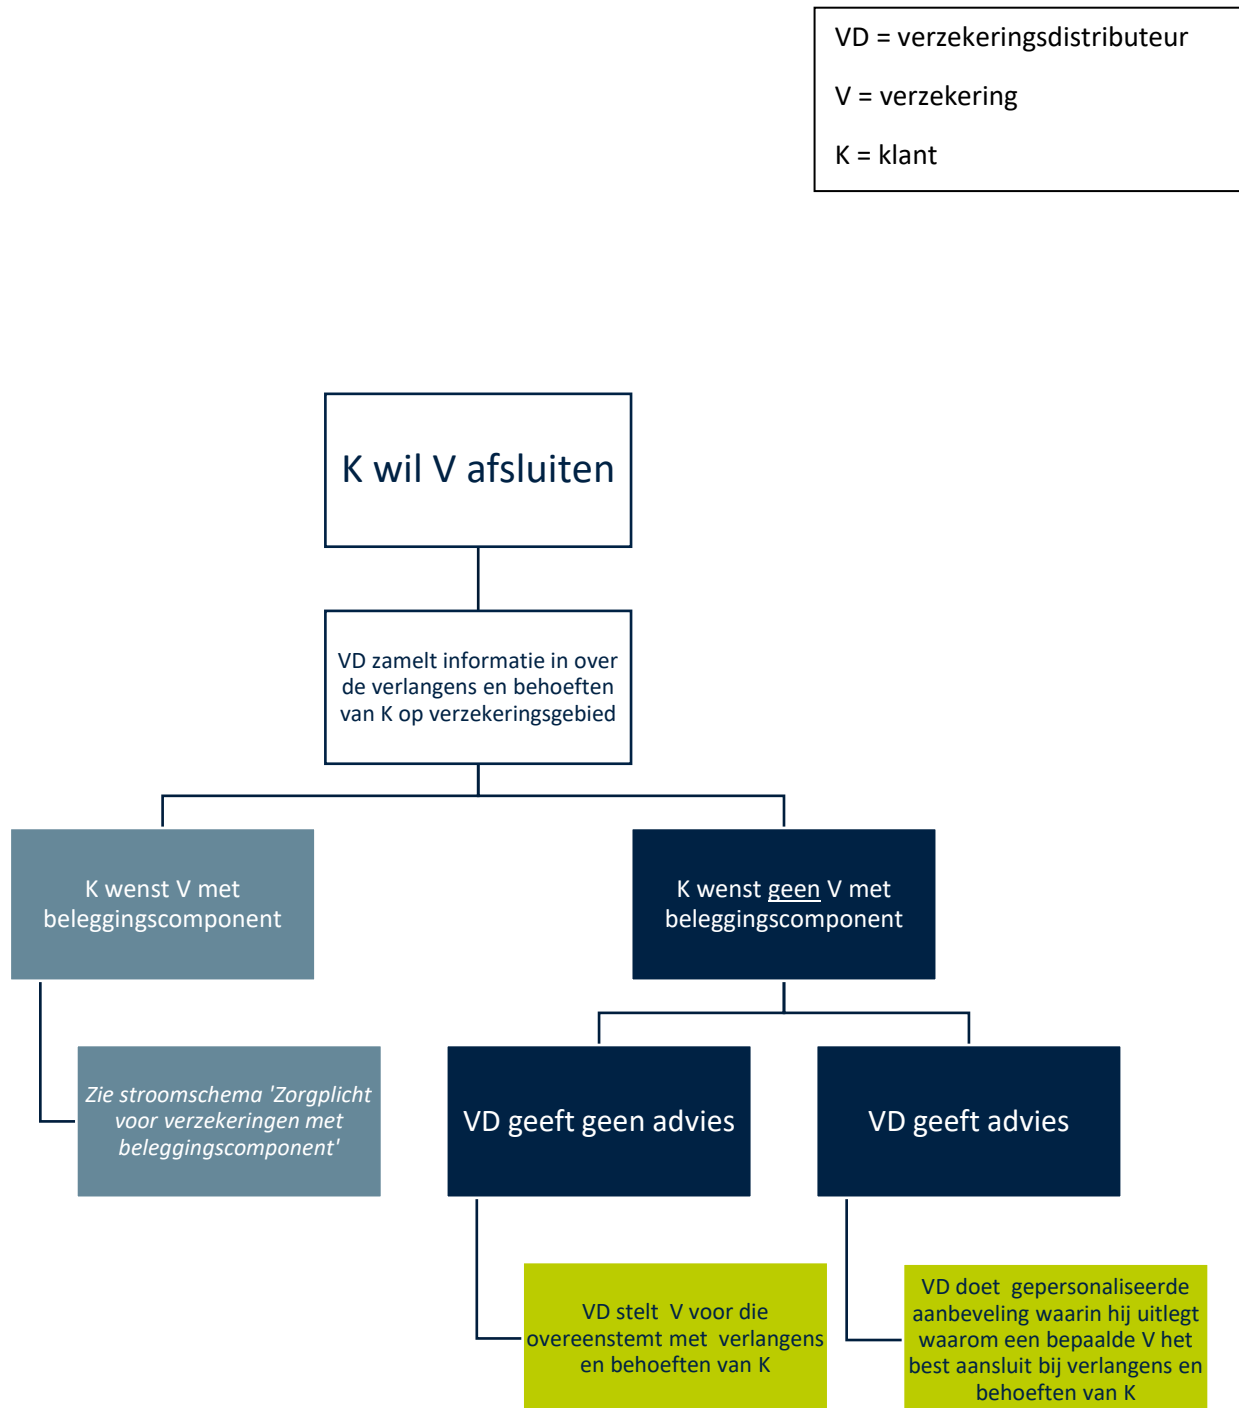 VD = verzekeringsdistributeur
V = verzekering
K = klant
K wil V afsluiten
VD zamelt informatie in over
de verlangens en behoeften
van K op verzekeringsgebied
K wenst V met
beleggingscomponent
K wenst geen V met
beleggingscomponent
Zie stroomschema 'Zorgplicht
voor verzekeringen met
beleggingscomponent'
VD geeft geen advies
VD geeft advies
VD stelt V voor die
overeenstemt met verlangens
en behoeften van K
VD doet gepersonaliseerde
aanbeveling waarin hij uitlegt
waarom een bepaalde V het
best aansluit bij verlangens en
behoeften van K